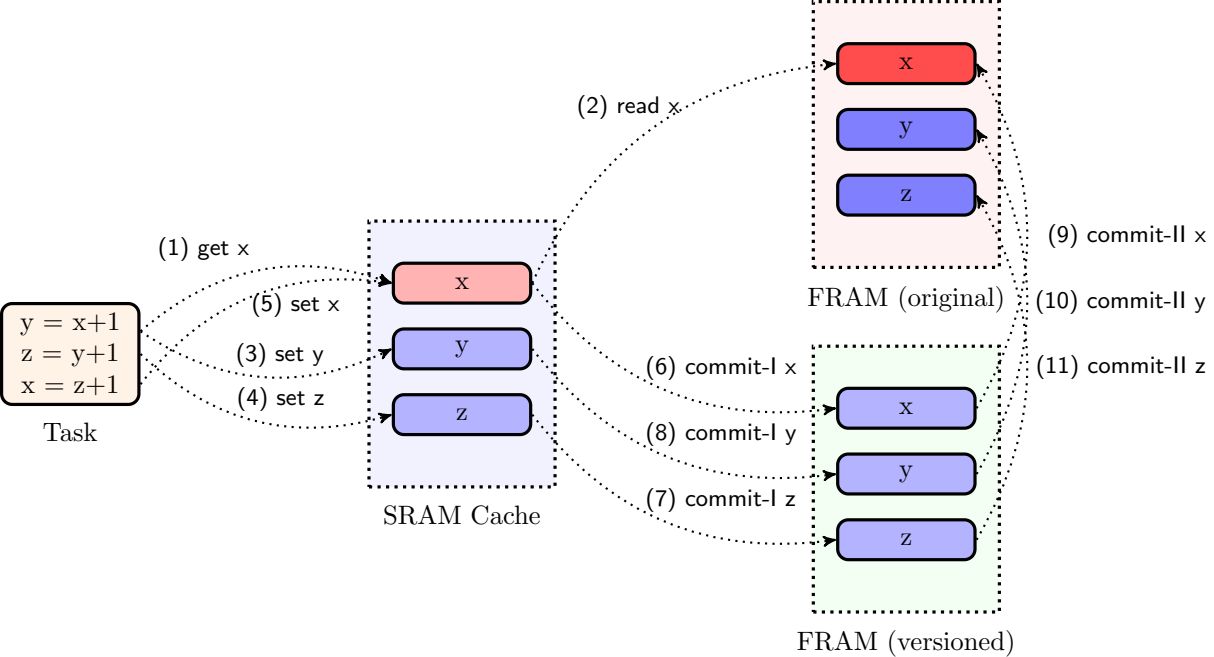 y = x+1
z = y+1
x = z+1
Task
(1) get x
(5) set x
(3) set y
(4) set z
x
y
z
SRAM Cache
(2) read x
(6) commit-I x
(8) commit-I y
(7) commit-I z
x
y
z
FRAM (original)
x
y
z
FRAM (versioned)
(9) commit-II x
(10) commit-II y
(11) commit-II z